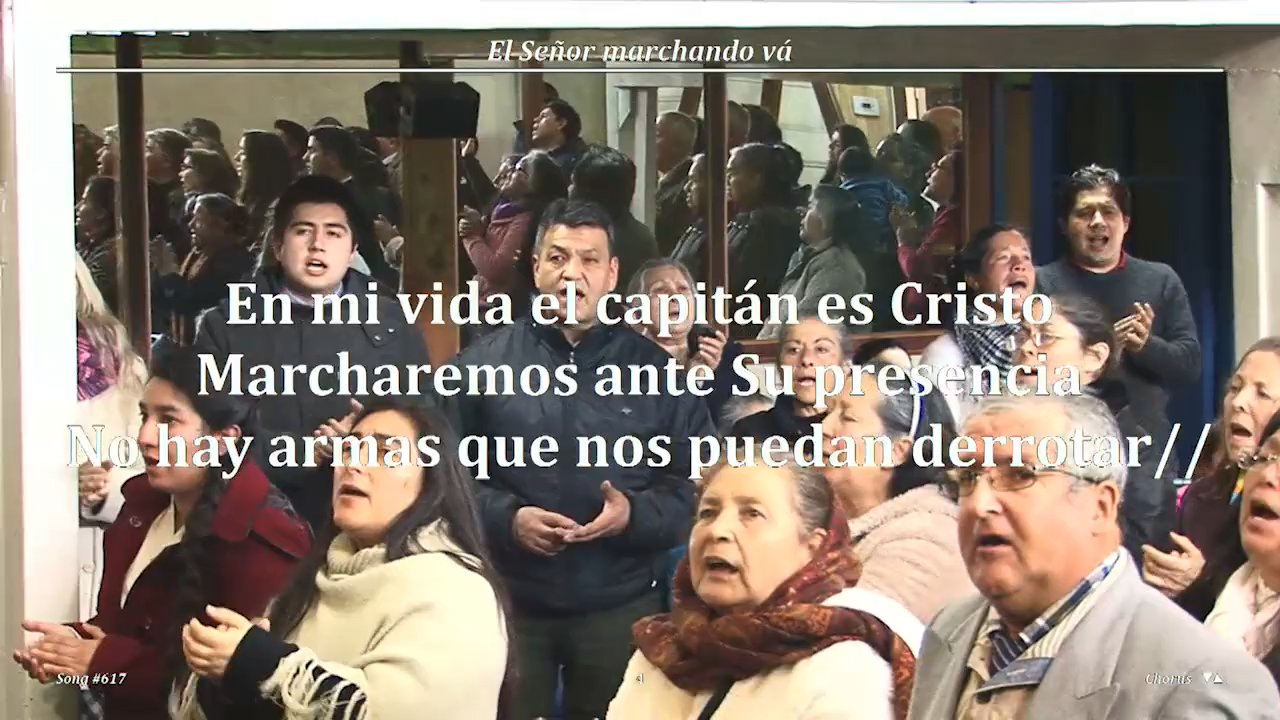 El Señor marchando vá
En mi vida el capitán es Cristo
Marcharemos ante Su presencia
No hay armas que nos puedan derrotar//
Song #617
4
Chorus ▼▲